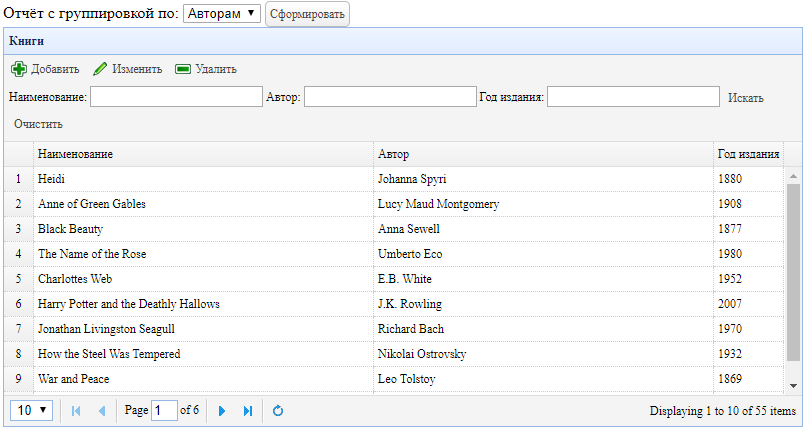 Отчёт с группировкой по: Авторам Сформировать
Книги
Добавить Изменить Удалить
Наименование: Автор: Год издания: Искать
Очистить
Наименование Автор Год издания
1 Heidi Johanna Spyri 1880
2 Anne of Green Gables Lucy Maud Montgomery 1908
3 Black Beauty Anna Sewell 1877
4 The Name of the Rose Umberto Eco 1980
5 Charlottes Web E.B. White 1952
6 Harry Potter and the Deathly Hallows J.K. Rowling 2007
7 Jonathan Livingston Seagull Richard Bach 1970
8 How the Steel Was Tempered Nikolai Ostrovsky 1932
9 War and Peace Leo Tolstoy 1869
10 Page 1 of 6 Displaying 1 to 10 of 55 items